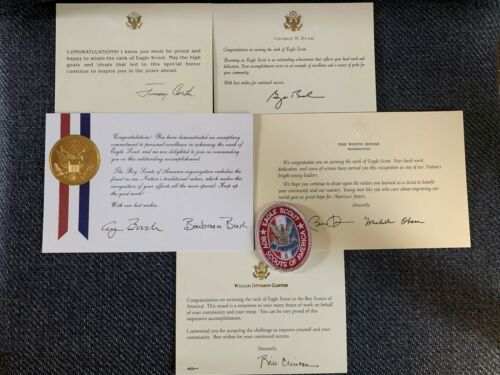 CONGRATULATIONS! I know you must be proud and
happy to attain the rank of Eagle Scout. May the high
goals and ideals that led to this special honor
continue to inspire you in the years ahead.
Jimmy Carter
GEORGE W. BUSH
Congratulations on earning the rank of Eagle Scout.
Becoming an Eagle Scout is an outstanding achievement that reflects your hard work and
dedication. Your accomplishment serves as an example of excellence and a source of pride for
your community.
With best wishes for continued success,
George Bush
Congratulations! You have demonstrated an exemplary
commitment to personal excellence in achieving the rank of
Eagle Scout, and we are delighted to join in commending
you on this outstanding accomplishment.
The Boy Scouts of America organization embodies the
finest in our Nation's traditional values, which makes this
recognition of your efforts all the more special. Keep up
the good work!
With our best wishes,
George Bush Barbara Bush
THE WHITE HOUSE
WASHINGTON
We congratulate you on earning the rank of Eagle Scout. Your hard work,
dedication, and sense of service have earned you this recognition as one of our Nation's
bright young leaders.
We hope you continue to draw upon the values you learned as a Scout to benefit
your community and our country. Young men like you who
great as we strive for America's future.
Sincerely,
Michelle Obama
EAGLE SCOUT
BOY SCOUTS OF AMERICA
WILLIAM JEFFERSON CLINTON
Congratulations on attaining the rank of Eagle Scout in the Boy Scouts of
America! This award is a testament to your many hours of work on
behalf of your community and your troop. You can be very proud of this
impressive accomplishment.
I commend you for accepting the challenge to improve yourself and your
community. Best wishes for your continued success.
Sincerely,
Bill Clinton